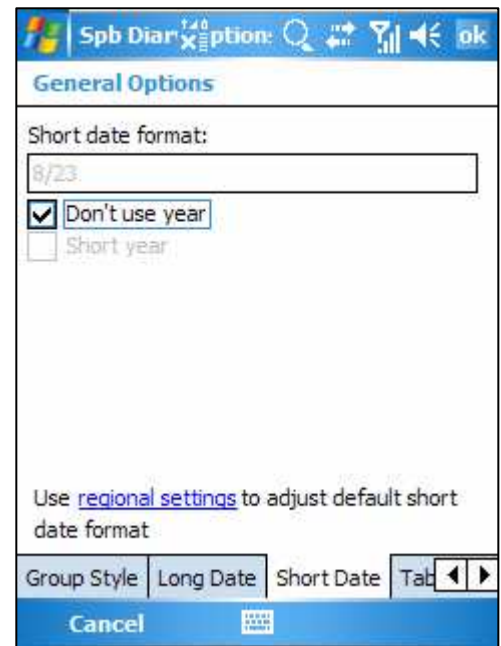 Spb Diar ption: ok
General Options
Short date format:
8/23
Don't use year
Short year
Use regional settings to adjust default short
date format
Group Style Long Date Short Date Tab
Cancel